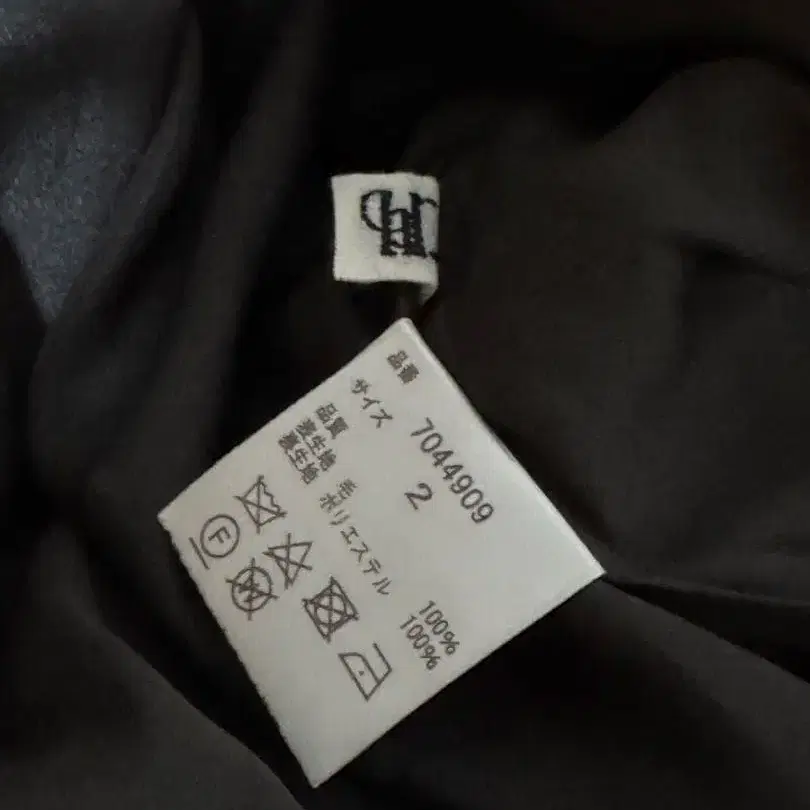 品番 7044909
サイズ 2
品質
表生地 毛 100%
裏生地 ポリエステル 100%
F
W